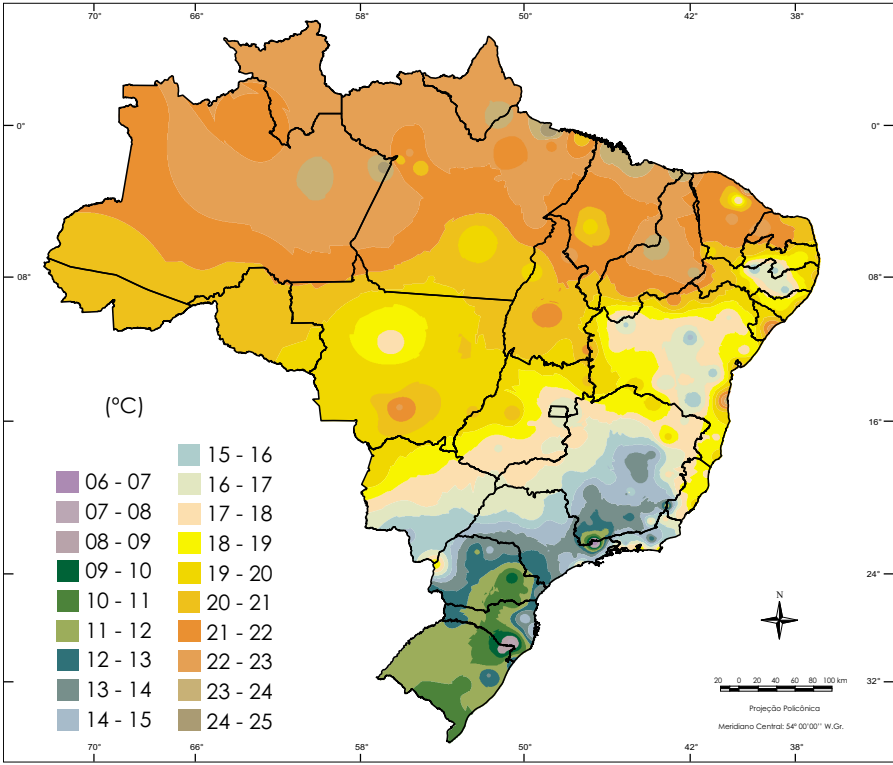 70° 66° 58° 50° 42° 38°
0° 0°
08° 08°
16°
24° 24°
32° 32°
(°C)
06 - 07
07 - 08
08 - 09
09 - 10
10 - 11
11 - 12
12 - 13
13 - 14
14 - 15
15 - 16
16 - 17
17 - 18
18 - 19
19 - 20
20 - 21
21 - 22
22 - 23
23 - 24
24 - 25
N
20 0 20 40 60 80 100 km
Projeção Policônica
Meridiano Central: 54° 00'00'' W.Gr.
70° 66° 58° 50° 42° 38°